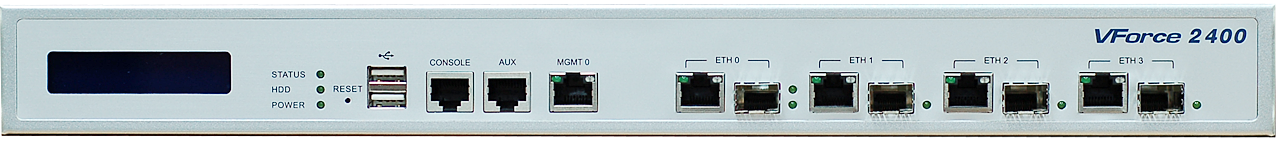 VForce 2400
STATUS
HDD
POWER
RESET
CONSOLE
AUX
MGMT 0
ETH 0
ETH 1
ETH 2
ETH 3